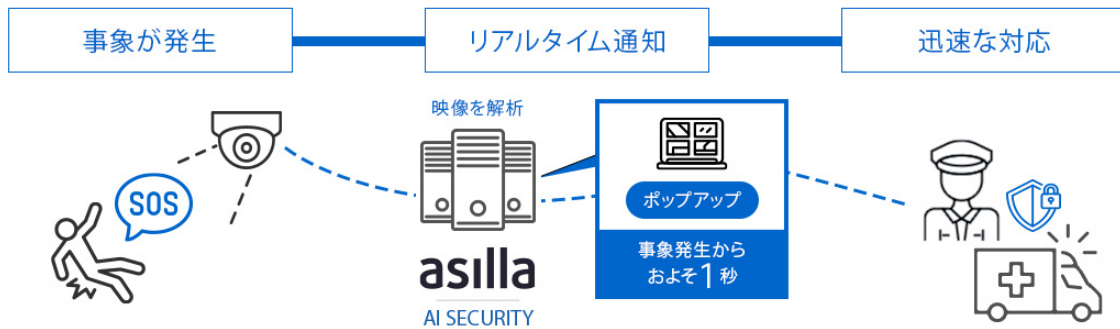 事象が発生
リアルタイム通知
迅速な対応
映像を解析
SOS
ポップアップ
事象発生から
およそ1秒
asilla
AI SECURITY